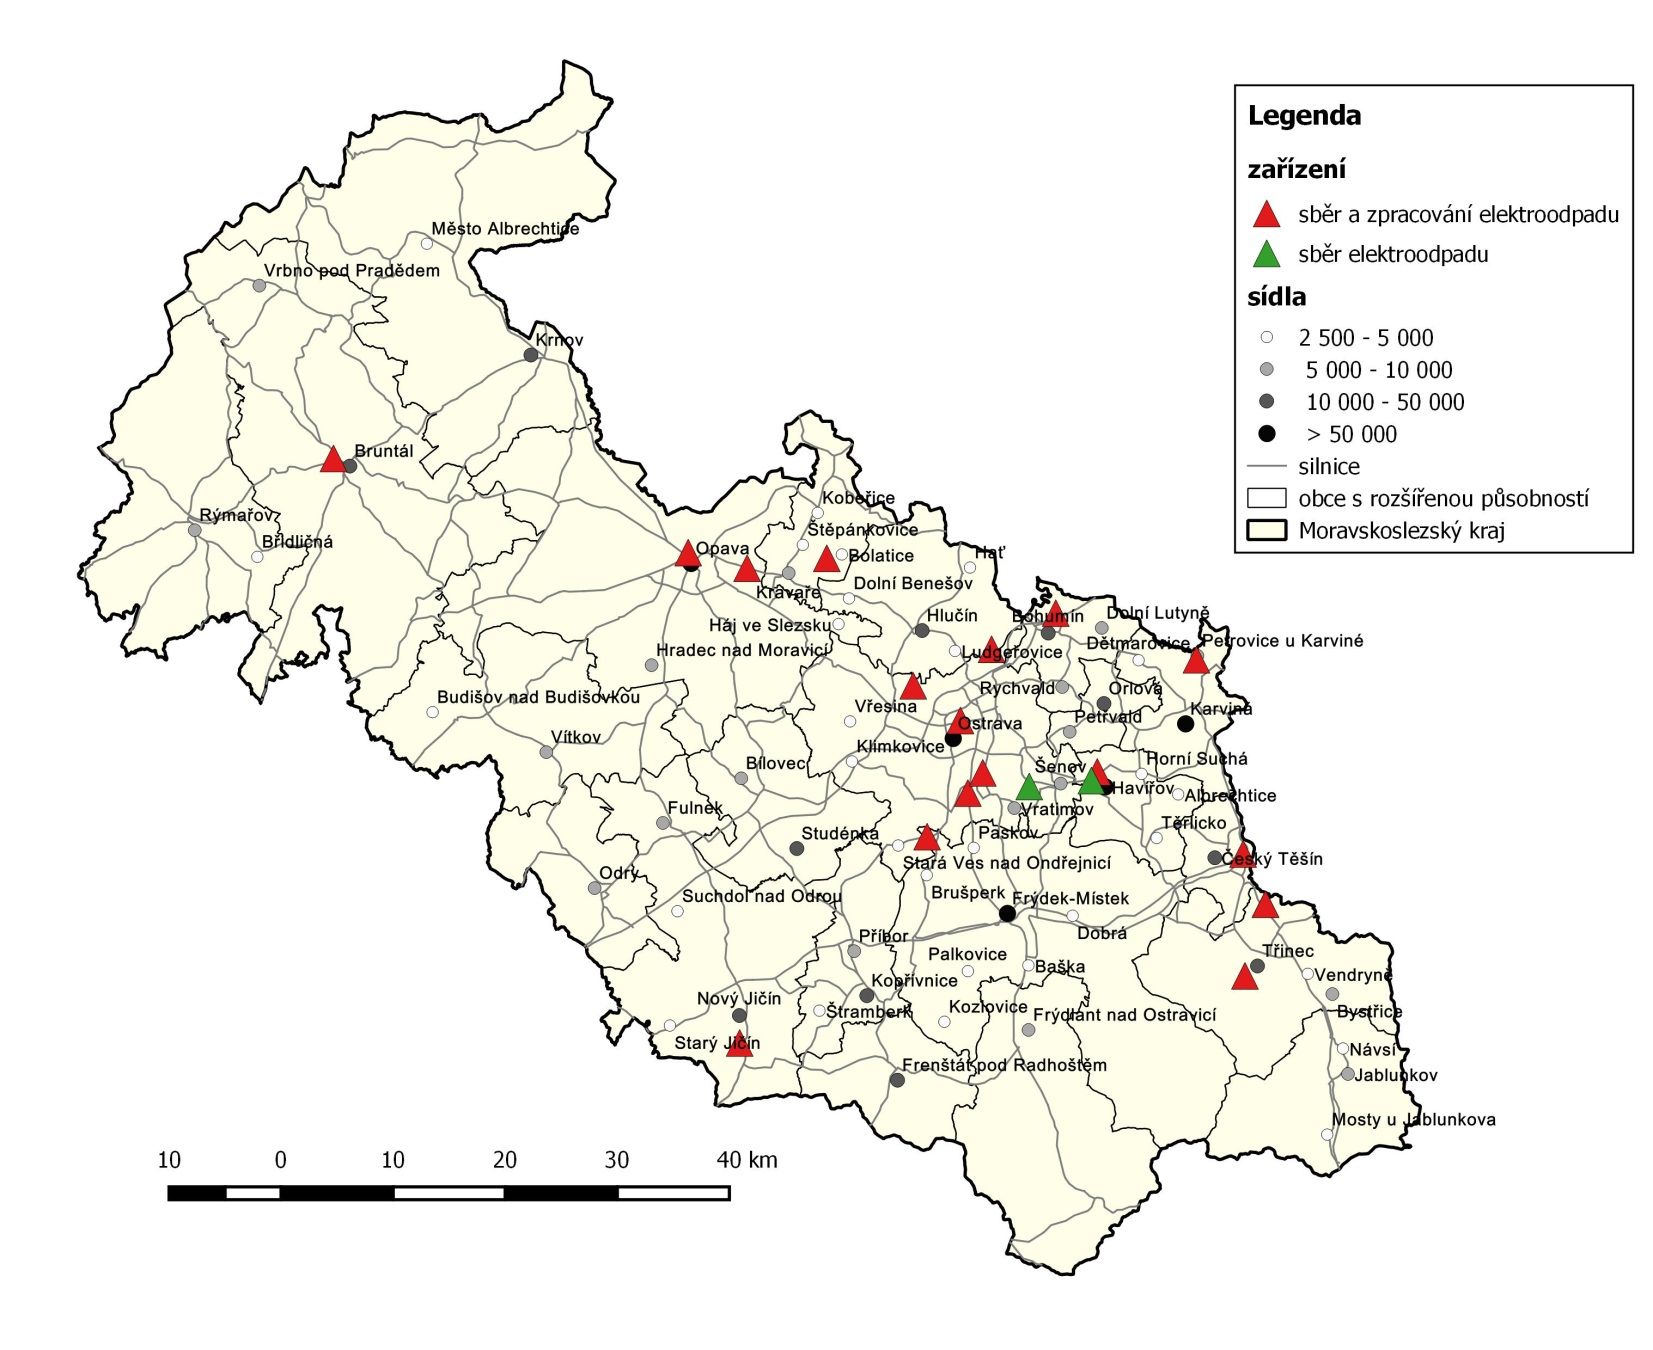 Legenda
zařízení
sběr a zpracování elektroodpadu
sběr elektroodpadu
sídla
2 500 - 5 000
5 000 - 10 000
10 000 - 50 000
> 50 000
silnice
obce s rozšířenou působností
Moravskoslezský kraj
Město Albrechtice
Vrbno pod Pradědem
Krnov
Bruntál
Rýmařov
Břidličná
Kobeřice
Štěpánkovice
Opava
Bolatice
Hať
Kravaře
Dolní Benešov
Háj ve Slezsku
Hlučín
Bohumín
Dolní Lutyně
Hradec nad Moravicí
Ludgeřovice
Dětmarovice
Petrovice u Karviné
Rychvald
Orlová
Budišov nad Budišovkou
Vřesina
Karviná
Ostrava
Petřvald
Vítkov
Klimkovice
Bílovec
Šenov
Horní Suchá
Havířov
Albrechtice
Fulnek
Vratimov
Těrlicko
Studénka
Paskov
Stará Ves nad Ondřejnicí
Český Těšín
Odry
Suchdol nad Odrou
Brušperk
Frýdek-Místek
Dobrá
Příbor
Palkovice
Baška
Třinec
Vendryně
Kopřivnice
Nový Jičín
Štramberk
Kozlovice
Frýdlant nad Ostravicí
Bystřice
Starý Jičín
Návsí
Frenštát pod Radhoštěm
Jablunkov
Mosty u Jablunkova
10 0 10 20 30 40 km